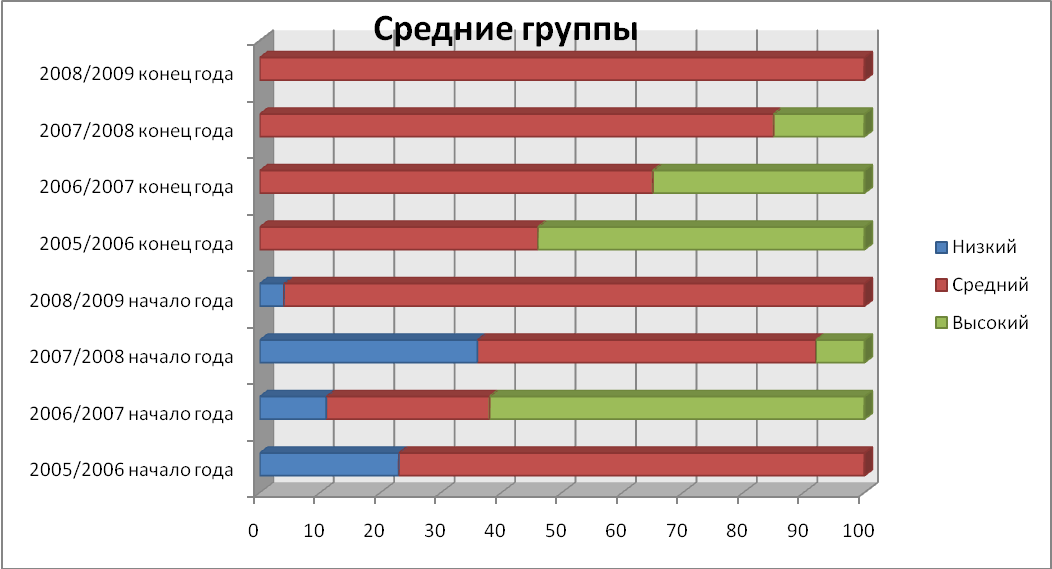 Средние группы
2008/2009 конец года
2007/2008 конец года
2006/2007 конец года
2005/2006 конец года
2008/2009 начало года
2007/2008 начало года
2006/2007 начало года
2005/2006 начало года
0 10 20 30 40 50 60 70 80 90 100
Низкий
Средний
Высокий